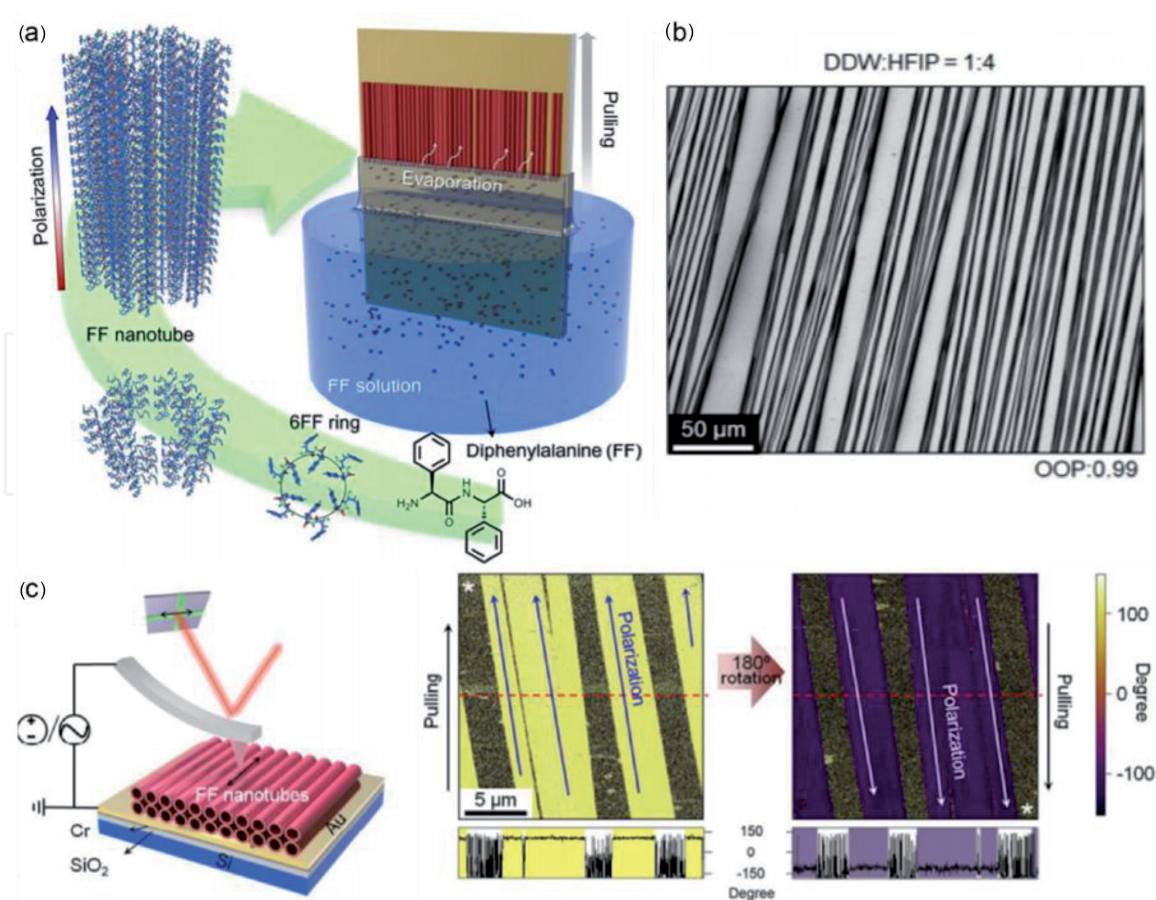 (a)
Polarization
FF nanotube
Pulling
Evaporation
FF solution
6FF ring
Diphenylalanine (FF)
H₂N
O
H
N
O
OH
(b)
DDW:HFIP = 1:4
50 µm
OOP:0.99
(c)
FF nanotubes
Au
Cr
SiO₂
Si
*
Pulling
Polarization
5 µm
180º
rotation
Polarization
*
Pulling
100
0
-100
Degree
150
0
-150
Degree